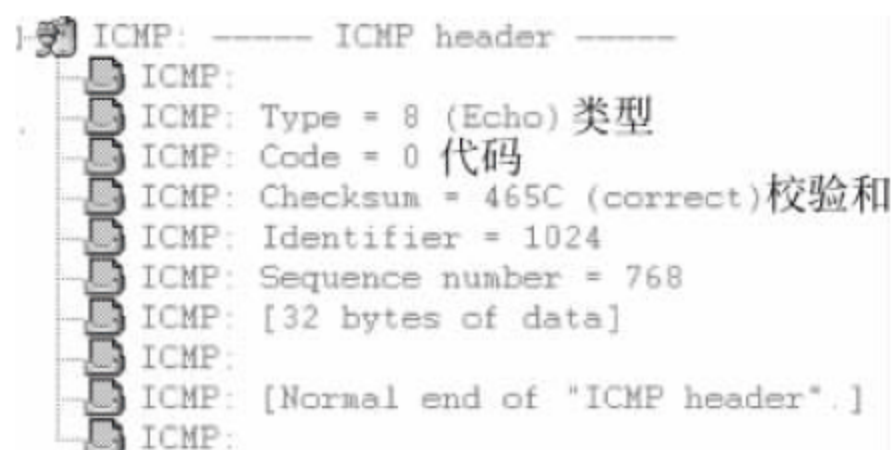 ICMP: ----- ICMP header -----
ICMP:
ICMP: Type = 8 (Echo) 类型
ICMP: Code = 0 代码
ICMP: Checksum = 465C (correct)校验和
ICMP: Identifier = 1024
ICMP: Sequence number = 768
ICMP: [32 bytes of data]
ICMP:
ICMP: [Normal end of "ICMP header".]
ICMP: